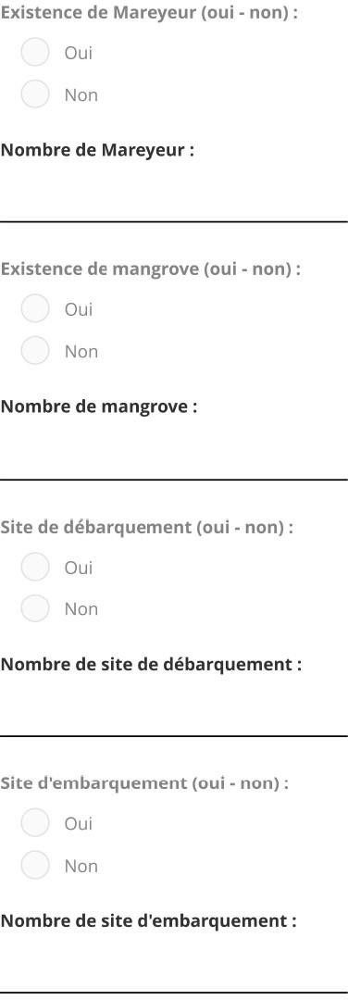 Existence de Mareyeur (oui - non) :
Oui
Non
Nombre de Mareyeur :
Existence de mangrove (oui - non) :
Oui
Non
Nombre de mangrove :
Site de débarquement (oui - non) :
Oui
Non
Nombre de site de débarquement :
Site d'embarquement (oui - non) :
Oui
Non
Nombre de site d'embarquement :